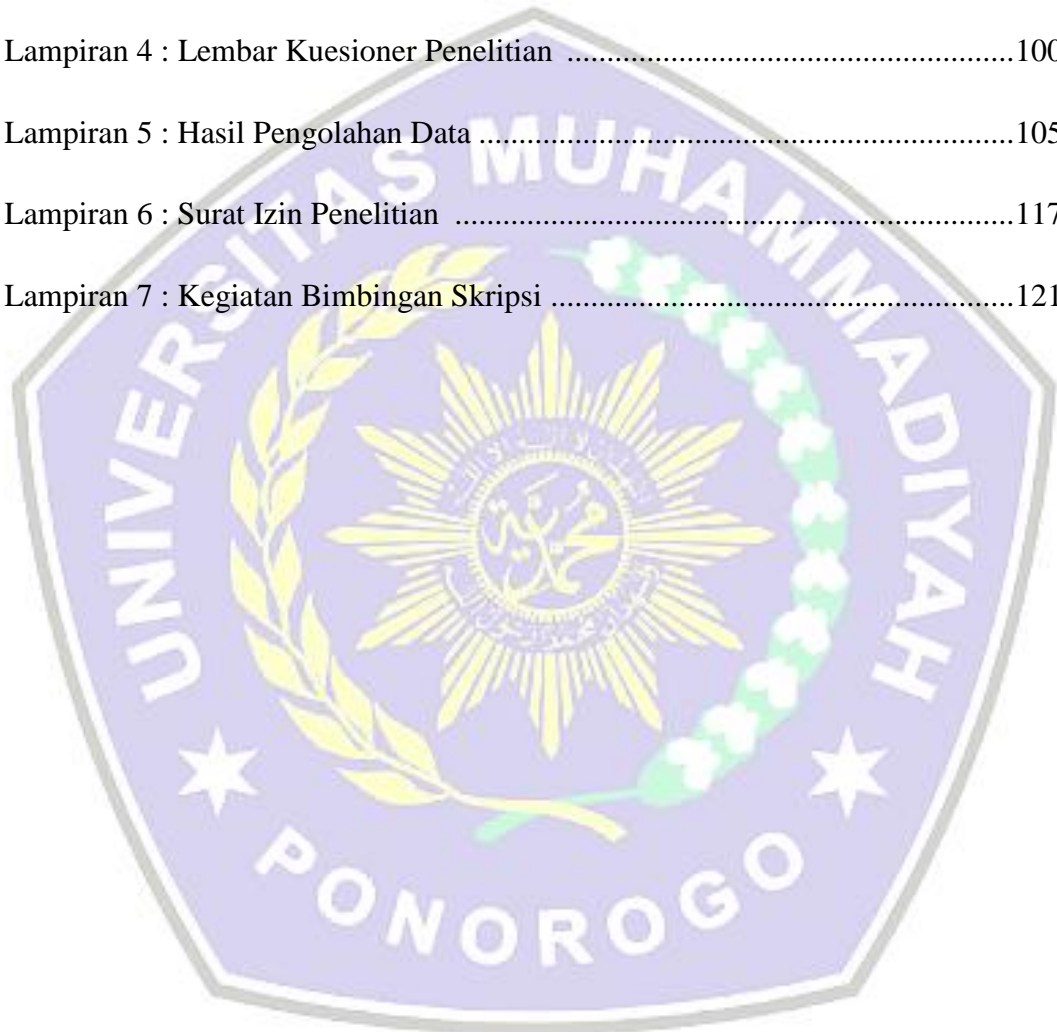 Lampiran 4 : Lembar Kuesioner Penelitian ................................................100
Lampiran 5 : Hasil Pengolahan Data ..........................................................105
Lampiran 6 : Surat Izin Penelitian ............................................................117
Lampiran 7 : Kegiatan Bimbingan Skripsi ..................................................121
UNIVERSITAS MUHAMMADIYAH
PONOROGO